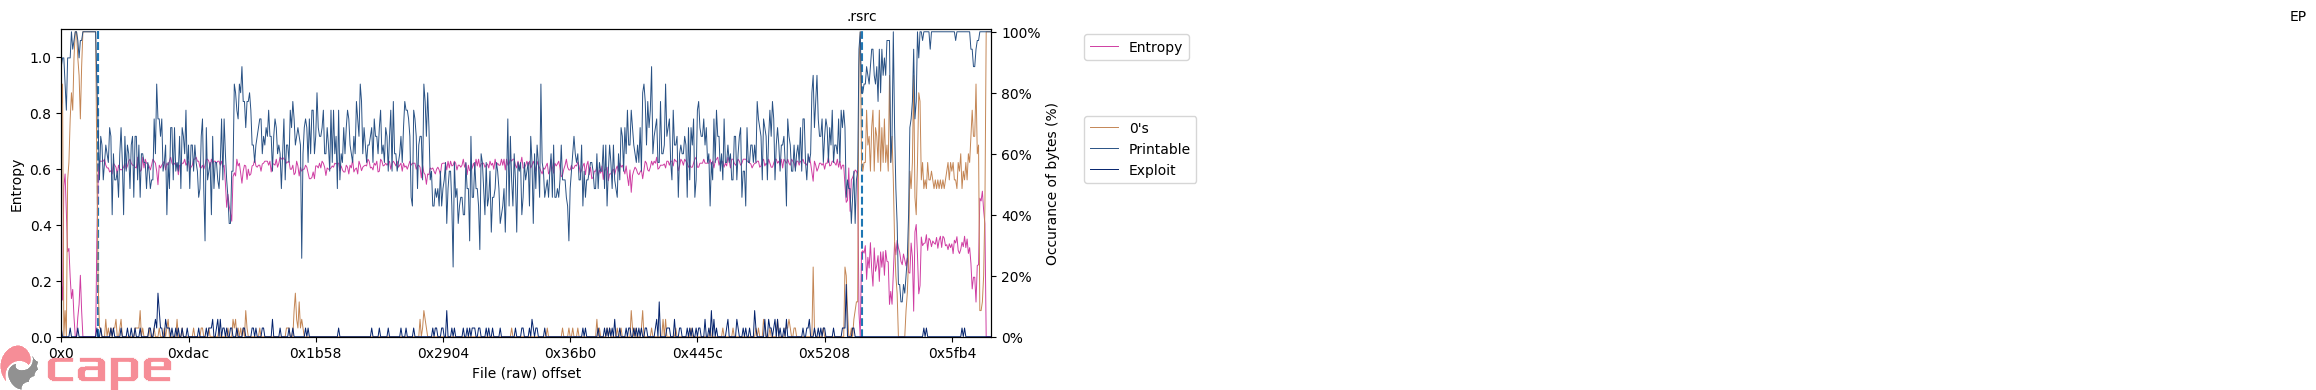 .rsrc
EP
1.0
0.8
0.6
0.4
0.2
0.0
Entropy
100%
80%
60%
40%
20%
0%
Occurance of bytes (%)
Entropy
0's
Printable
Exploit
0x0
0xdac
0x1b58
0x2904
0x36b0
0x445c
0x5208
0x5fb4
File (raw) offset
cape